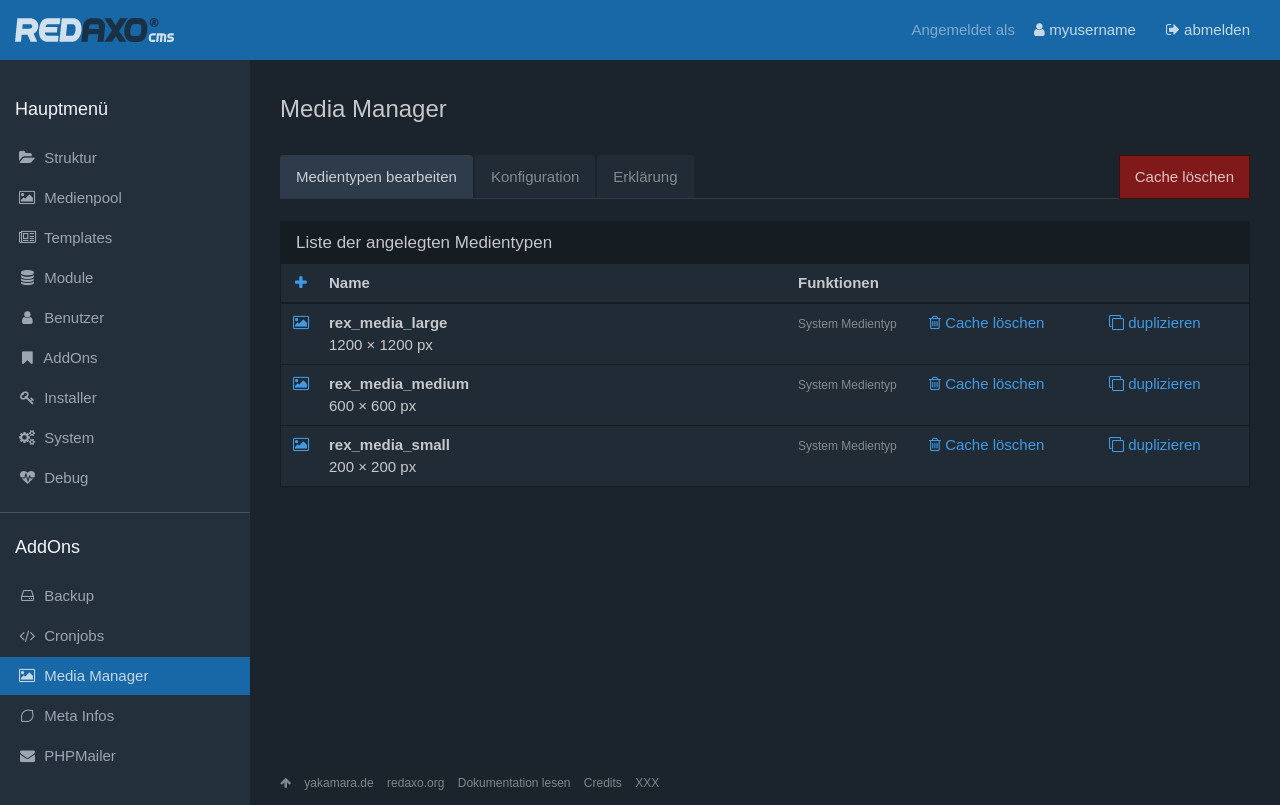 REDAXO® cms
Angemeldet als myusername abmelden
Hauptmenü
Struktur
Medienpool
Templates
Module
Benutzer
AddOns
Installer
System
Debug
AddOns
Backup
Cronjobs
Media Manager
Meta Infos
PHPMailer
Media Manager
Medientypen bearbeiten Konfiguration Erklärung Cache löschen
Liste der angelegten Medientypen
Name Funktionen
rex_media_large System Medientyp Cache löschen duplizieren
1200 × 1200 px
rex_media_medium System Medientyp Cache löschen duplizieren
600 × 600 px
rex_media_small System Medientyp Cache löschen duplizieren
200 × 200 px
yakamara.de redaxo.org Dokumentation lesen Credits XXX